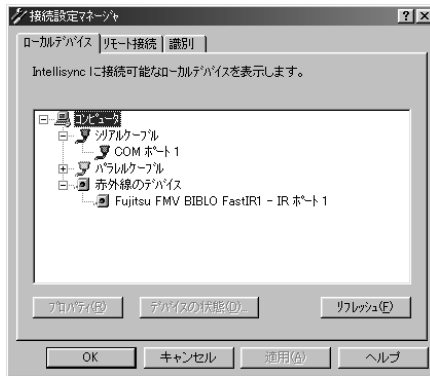 接続設定マネージャ
ローカルデバイス リモート接続 識別
Intellisync に接続可能なローカルデバイスを表示します。
コンピュータ
シリアルケーブル
COM ポート 1
パラレルケーブル
赤外線のデバイス
Fujitsu FMV BIBLO FastIR1 - IR ポート 1
プロパティ(R) デバイスの状態(D)... リフレッシュ(F)
OK キャンセル 適用(A) ヘルプ